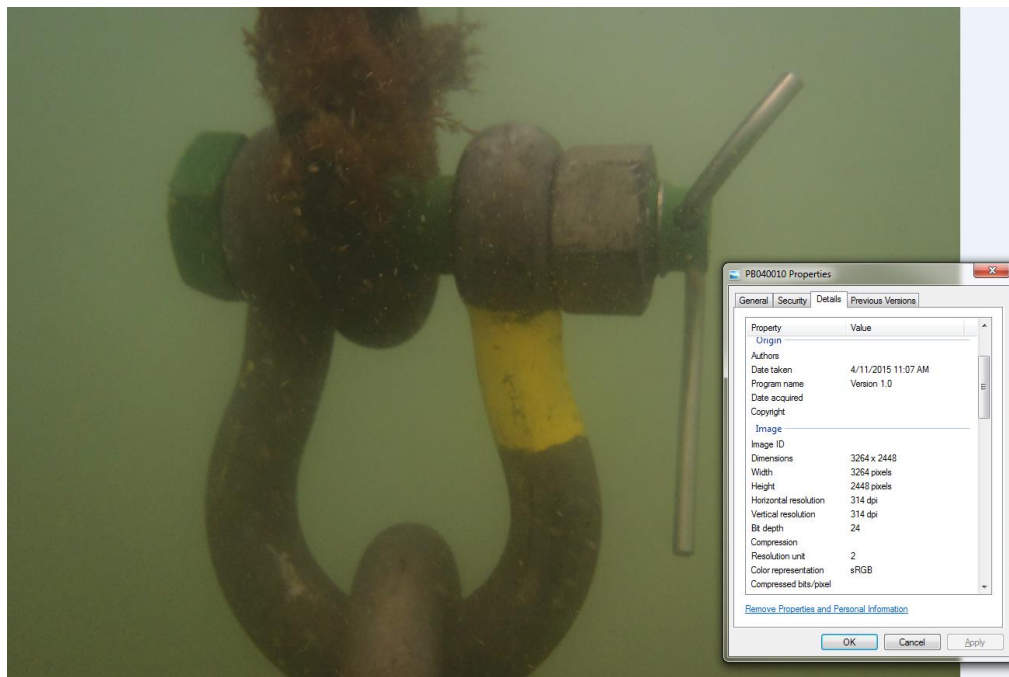 PB040010 Properties
General Security Details Previous Versions
Property Value
Origin
Authors
Date taken 4/11/2015 11:07 AM
Program name Version 1.0
Date acquired
Copyright
Image
Image ID
Dimensions 3264 x 2448
Width 3264 pixels
Height 2448 pixels
Horizontal resolution 314 dpi
Vertical resolution 314 dpi
Bit depth 24
Compression
Resolution unit 2
Color representation sRGB
Compressed bits/pixel
Remove Properties and Personal Information
OK Cancel Apply